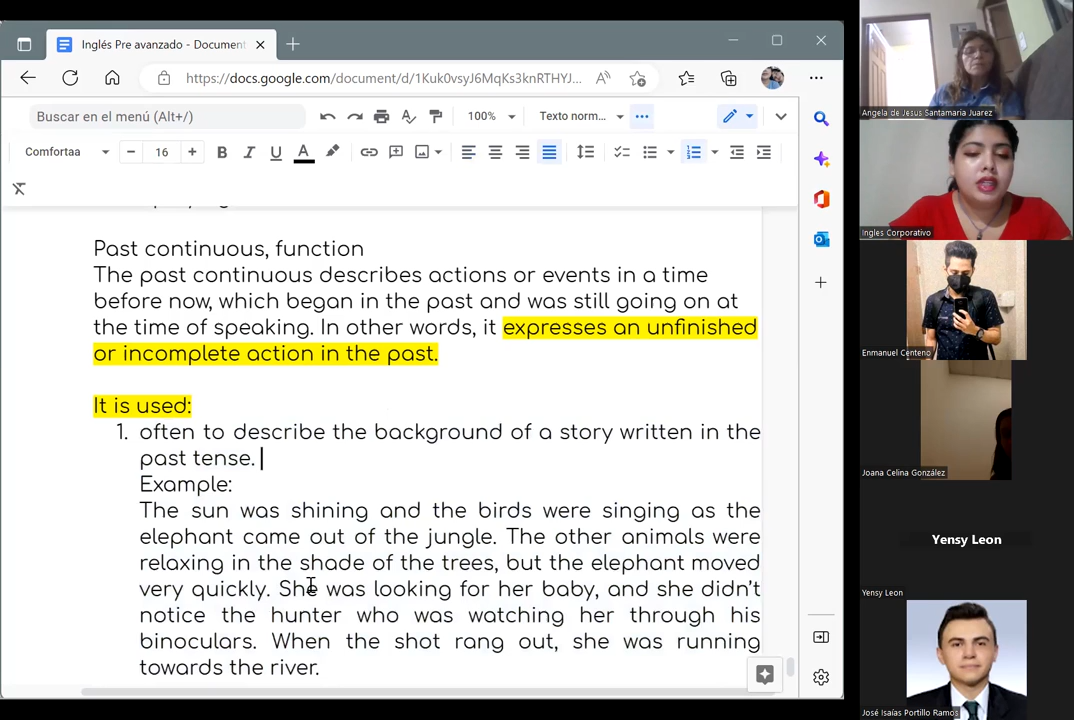 Inglés Pre avanzado - Document
https://docs.google.com/document/d/1Kuk0vsyJ6MqKs3knRTHYJ...
Buscar en el menú (Alt+/)
100%
Texto norm...
Comfortaa
16
Past continuous, function
The past continuous describes actions or events in a time
before now, which began in the past and was still going on at
the time of speaking. In other words, it expresses an unfinished
or incomplete action in the past.
It is used:
1. often to describe the background of a story written in the
past tense.
Example:
The sun was shining and the birds were singing as the
elephant came out of the jungle. The other animals were
relaxing in the shade of the trees, but the elephant moved
very quickly. She was looking for her baby, and she didn't
notice the hunter who was watching her through his
binoculars. When the shot rang out, she was running
towards the river.
Angela de Jesus Santamaria Juarez
Ingles Corporativo
Enmanuel Centeno
Joana Celina González
Yensy Leon
Yensy Leon
José Isaías Portillo Ramos